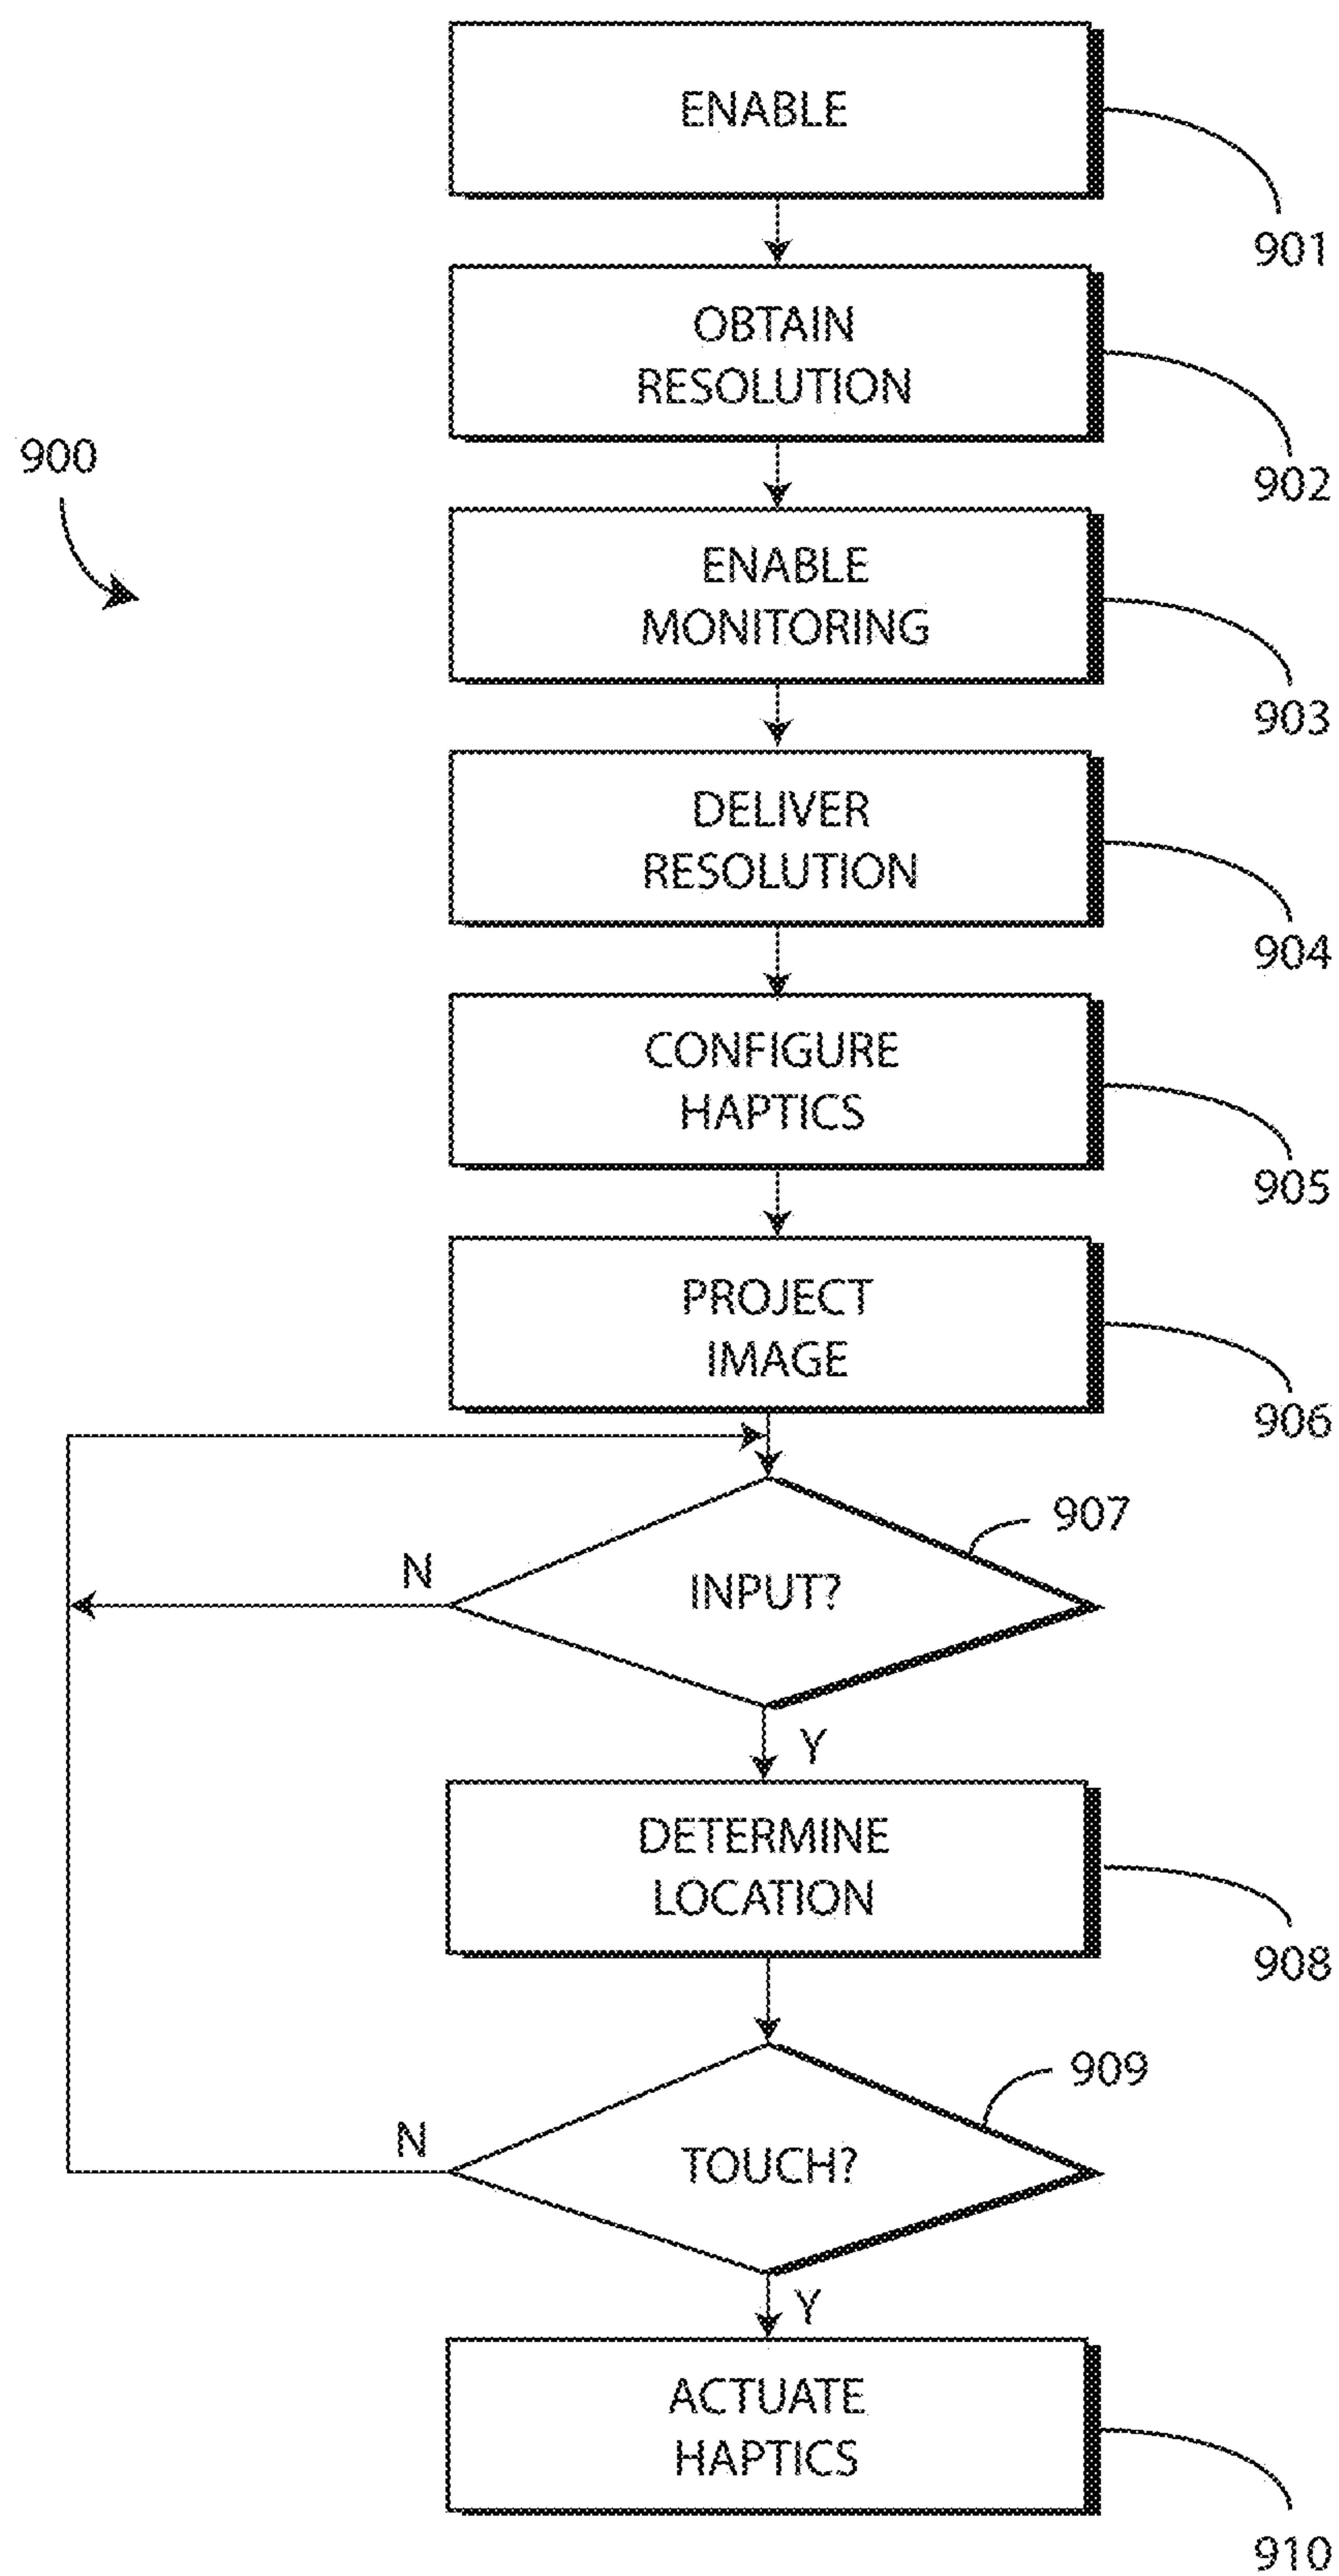 ENABLE
901
OBTAIN
RESOLUTION
902
900
ENABLE
MONITORING
903
DELIVER
RESOLUTION
904
CONFIGURE
HAPTICS
905
PROJECT
IMAGE
906
907
N
INPUT?
Y
DETERMINE
LOCATION
908
909
N
TOUCH?
Y
ACTUATE
HAPTICS
910